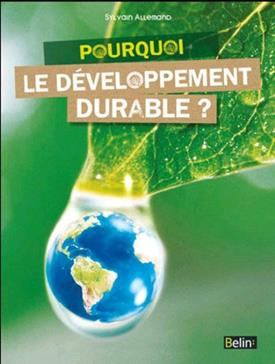 Sylvain Allemand
POURQUOI
LE DÉVELOPPEMENT
DURABLE ?
Belin: